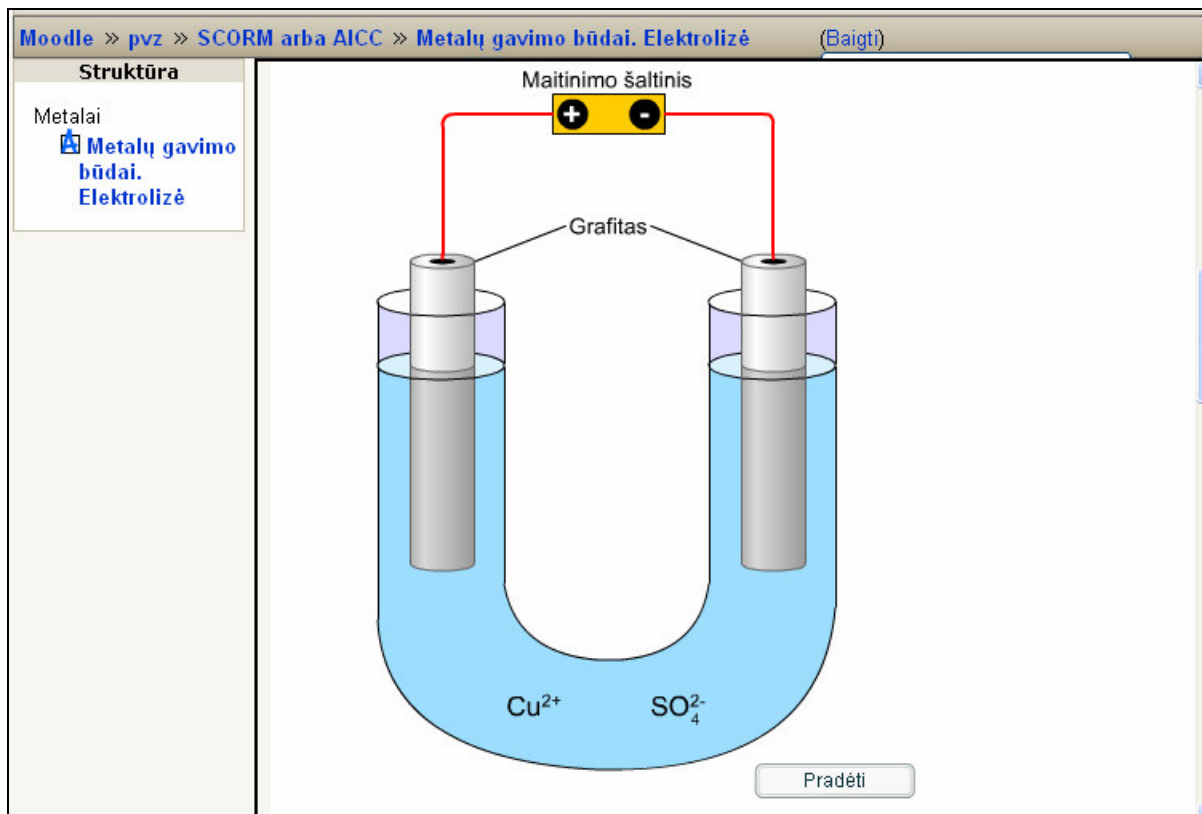 Moodle » pvz » SCORM arba AICC » Metalų gavimo būdai. Elektrolizė (Baigti)
Struktūra
Metalai
Metalų gavimo
būdai.
Elektrolizė
Maitinimo šaltinis
+ -
Grafitas
Cu²⁺ SO₄²⁻
Pradėti